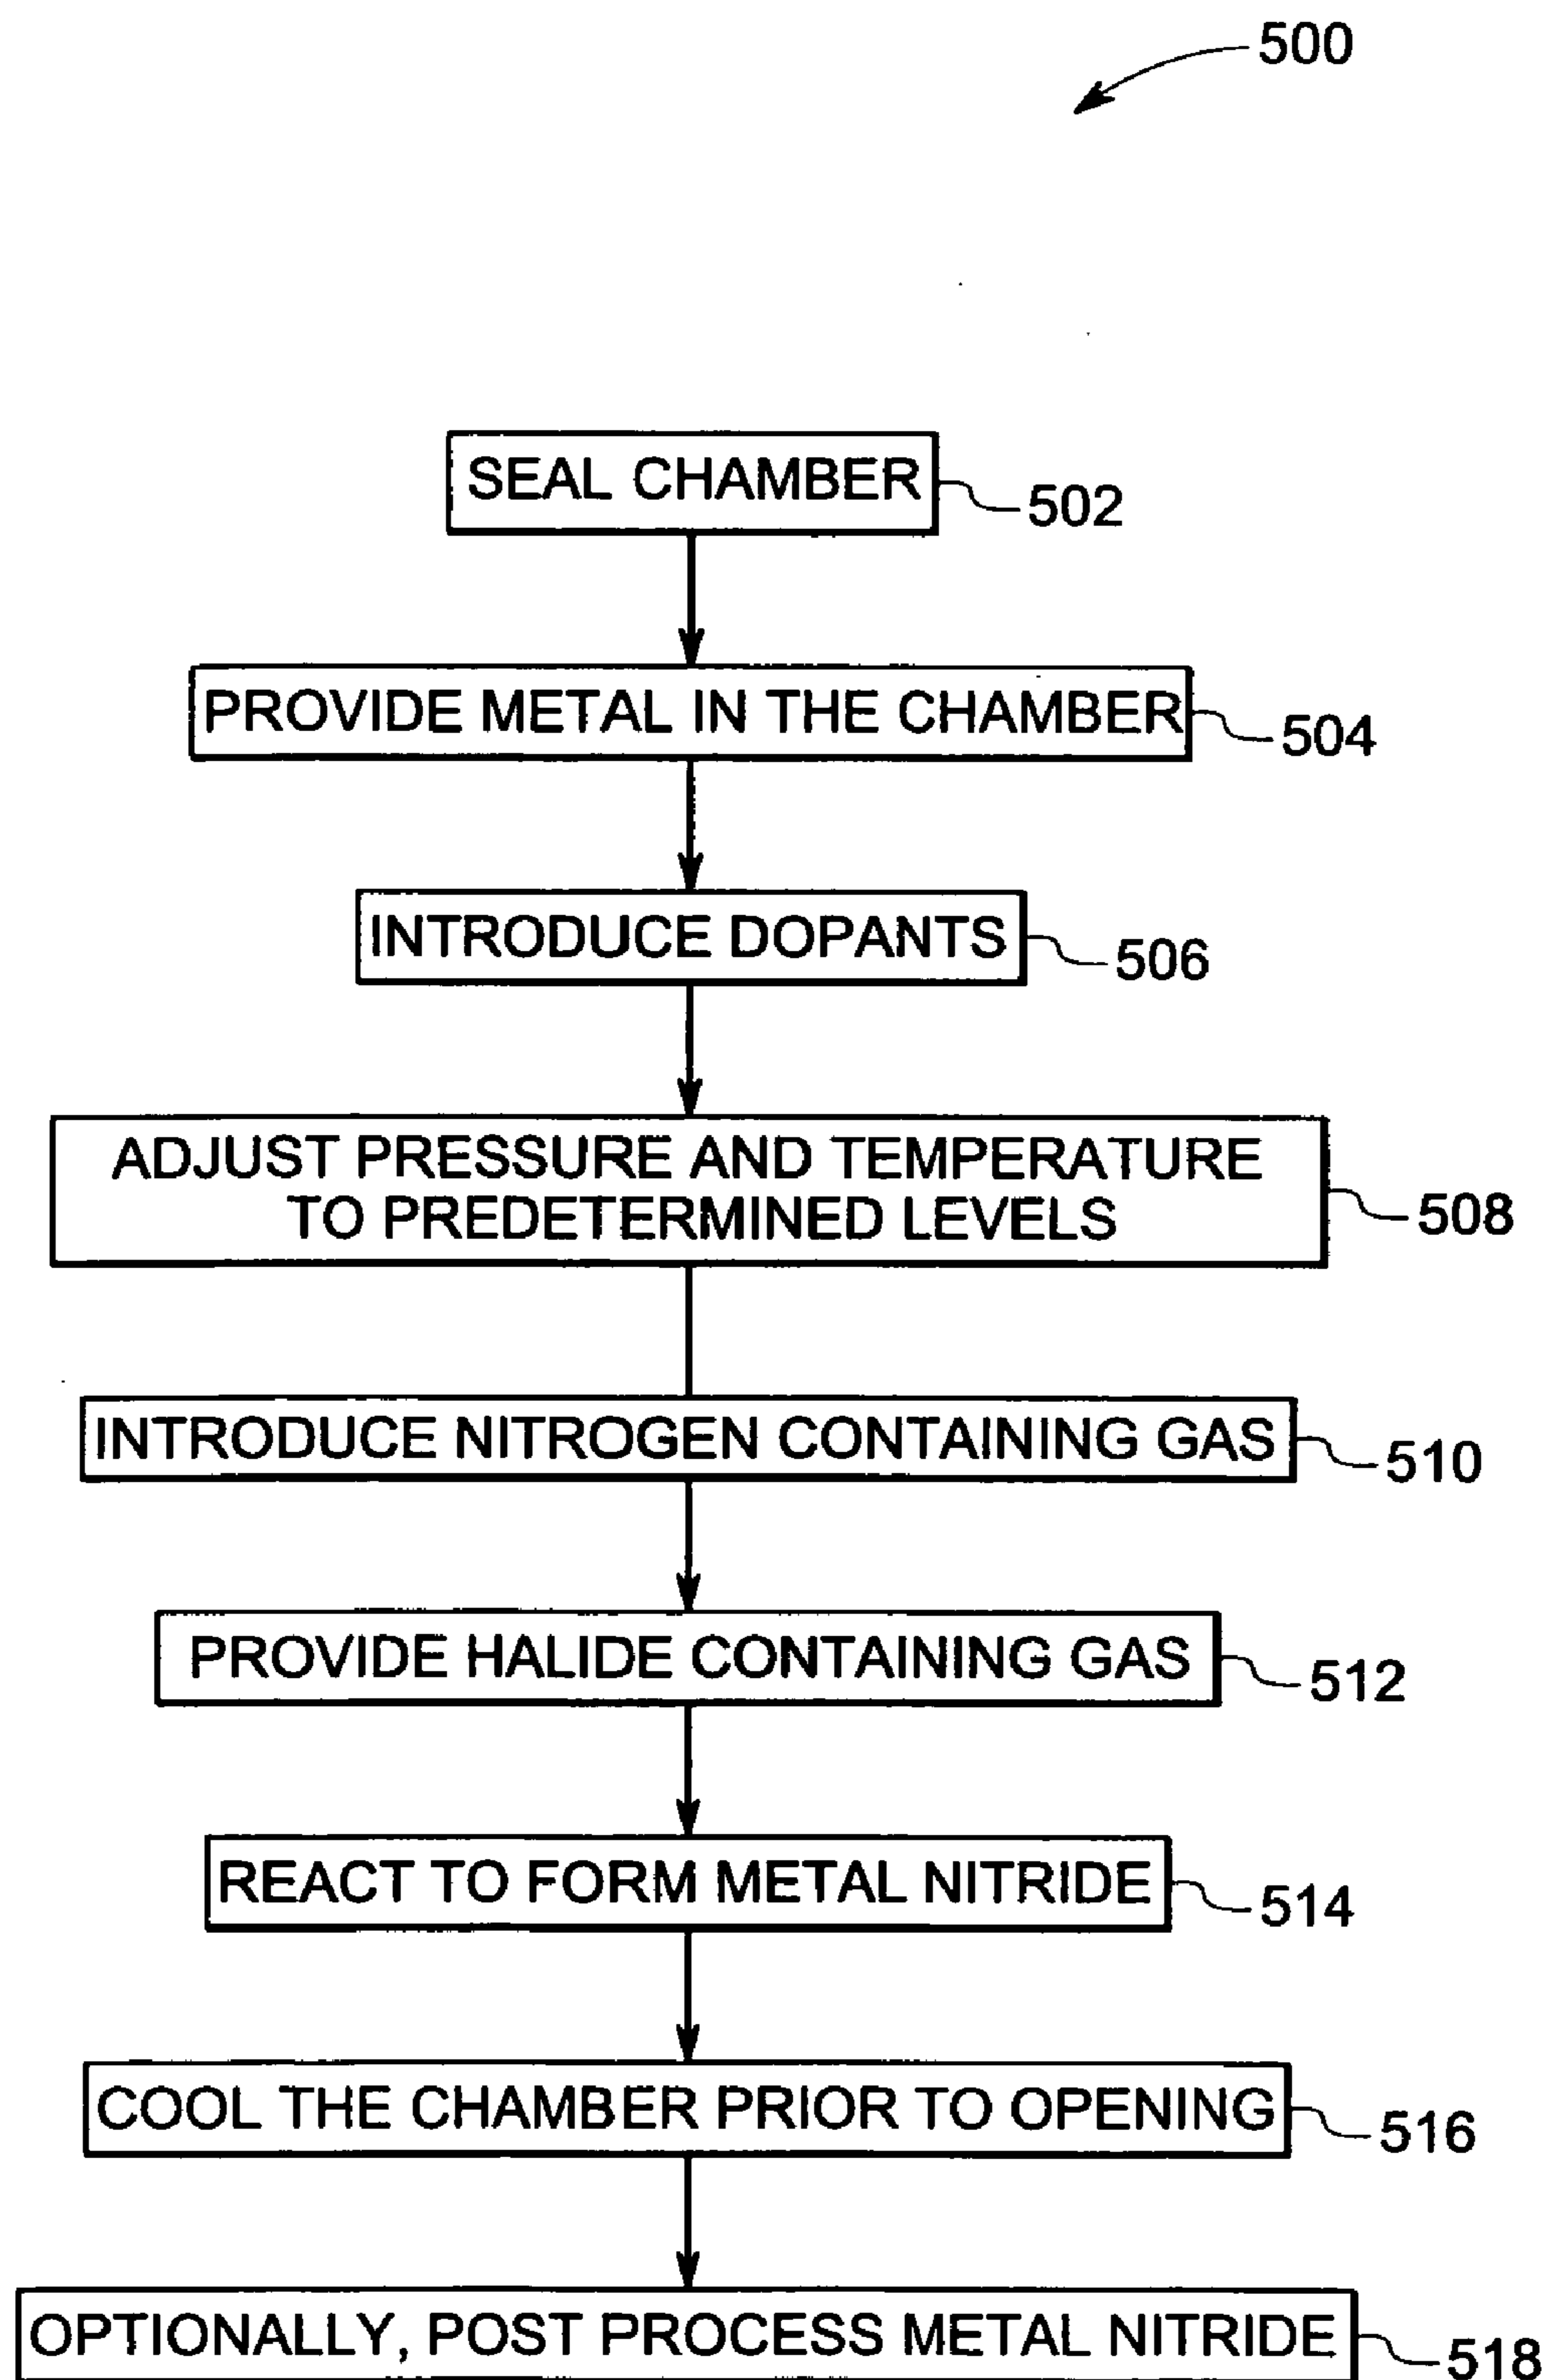 500
SEAL CHAMBER
502
PROVIDE METAL IN THE CHAMBER
504
INTRODUCE DOPANTS
506
ADJUST PRESSURE AND TEMPERATURE
TO PREDETERMINED LEVELS
508
INTRODUCE NITROGEN CONTAINING GAS
510
PROVIDE HALIDE CONTAINING GAS
512
REACT TO FORM METAL NITRIDE
514
COOL THE CHAMBER PRIOR TO OPENING
516
OPTIONALLY, POST PROCESS METAL NITRIDE
518